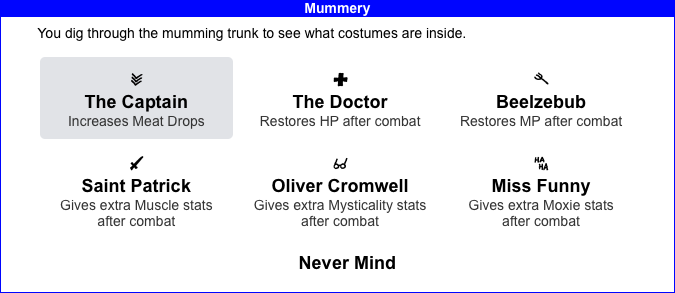 Mummery
You dig through the mumming trunk to see what costumes are inside.
The Captain
Increases Meat Drops
The Doctor
Restores HP after combat
Beelzebub
Restores MP after combat
Saint Patrick
Gives extra Muscle stats
after combat
Oliver Cromwell
Gives extra Mysticality stats
after combat
HA
HA
Miss Funny
Gives extra Moxie stats
after combat
Never Mind